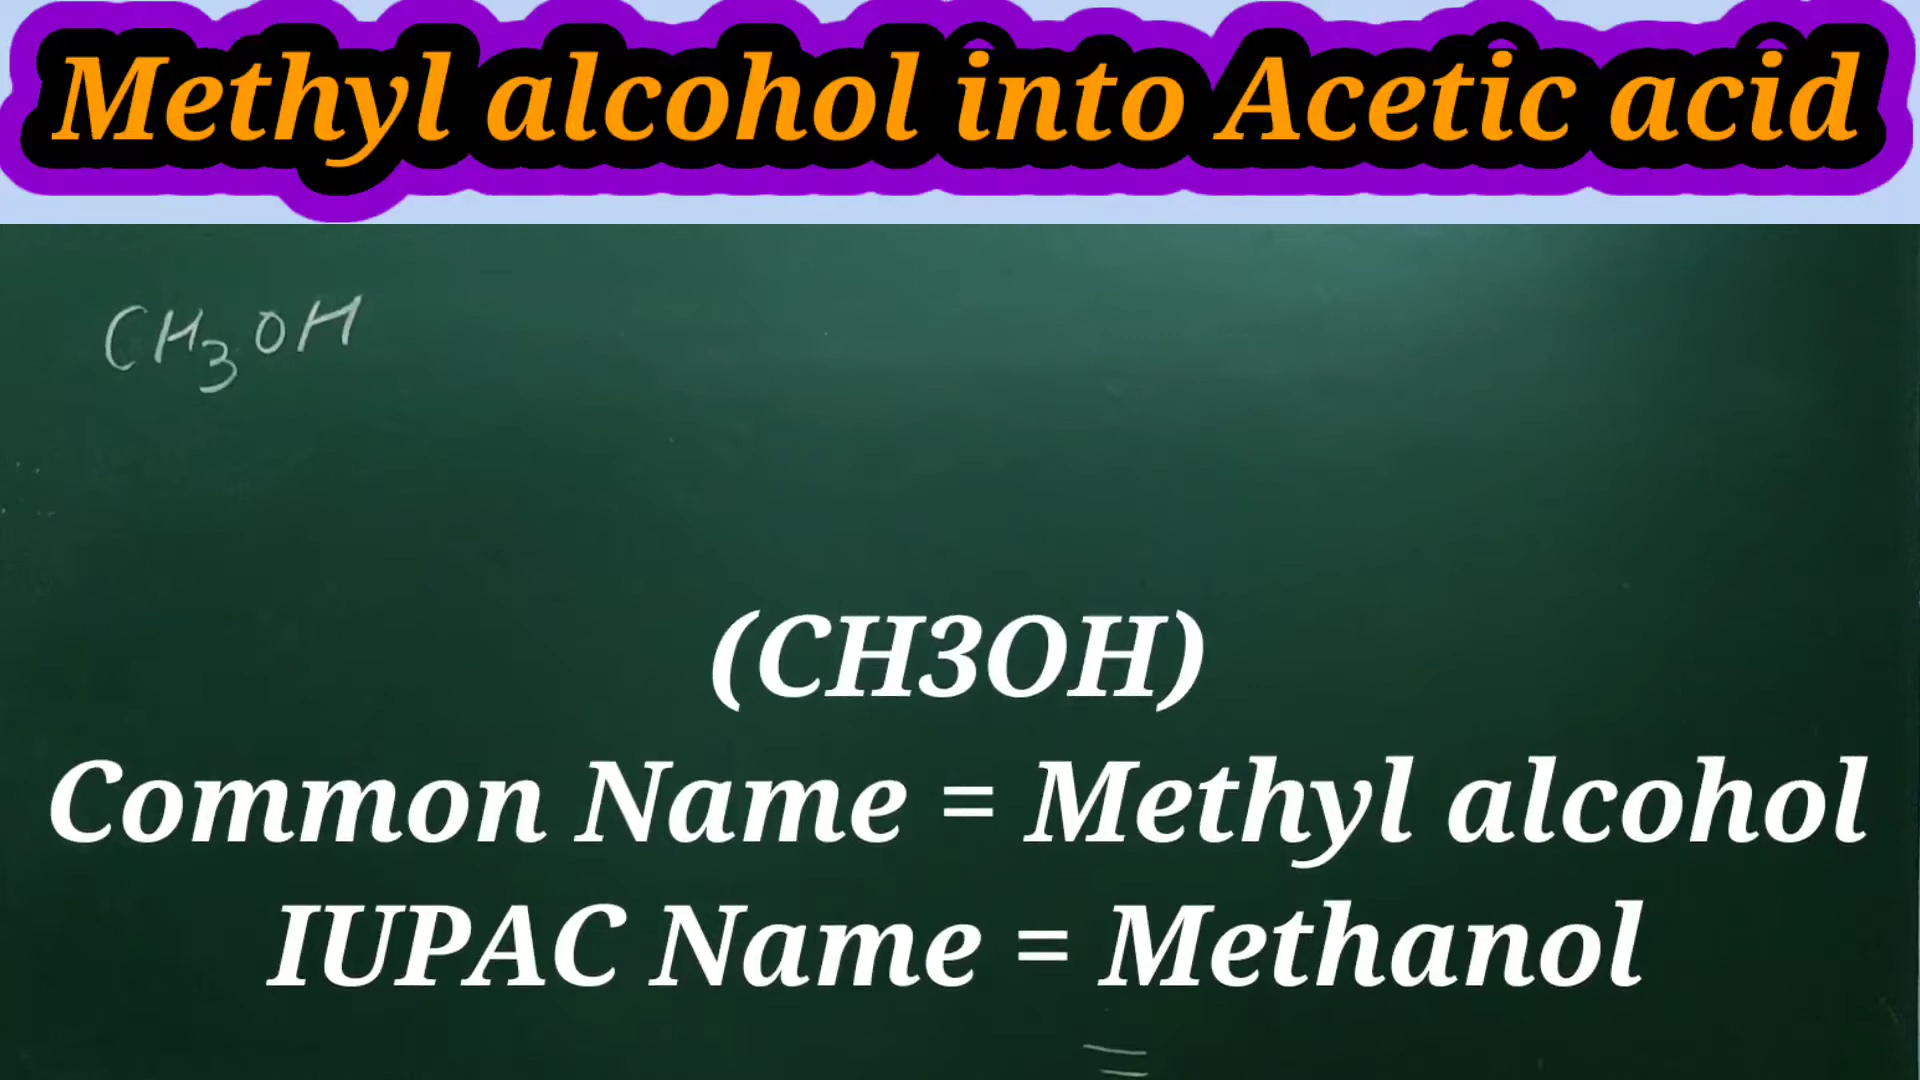 Methyl alcohol into Acetic acid
CH₃OH
(CH3OH)
Common Name = Methyl alcohol
IUPAC Name = Methanol